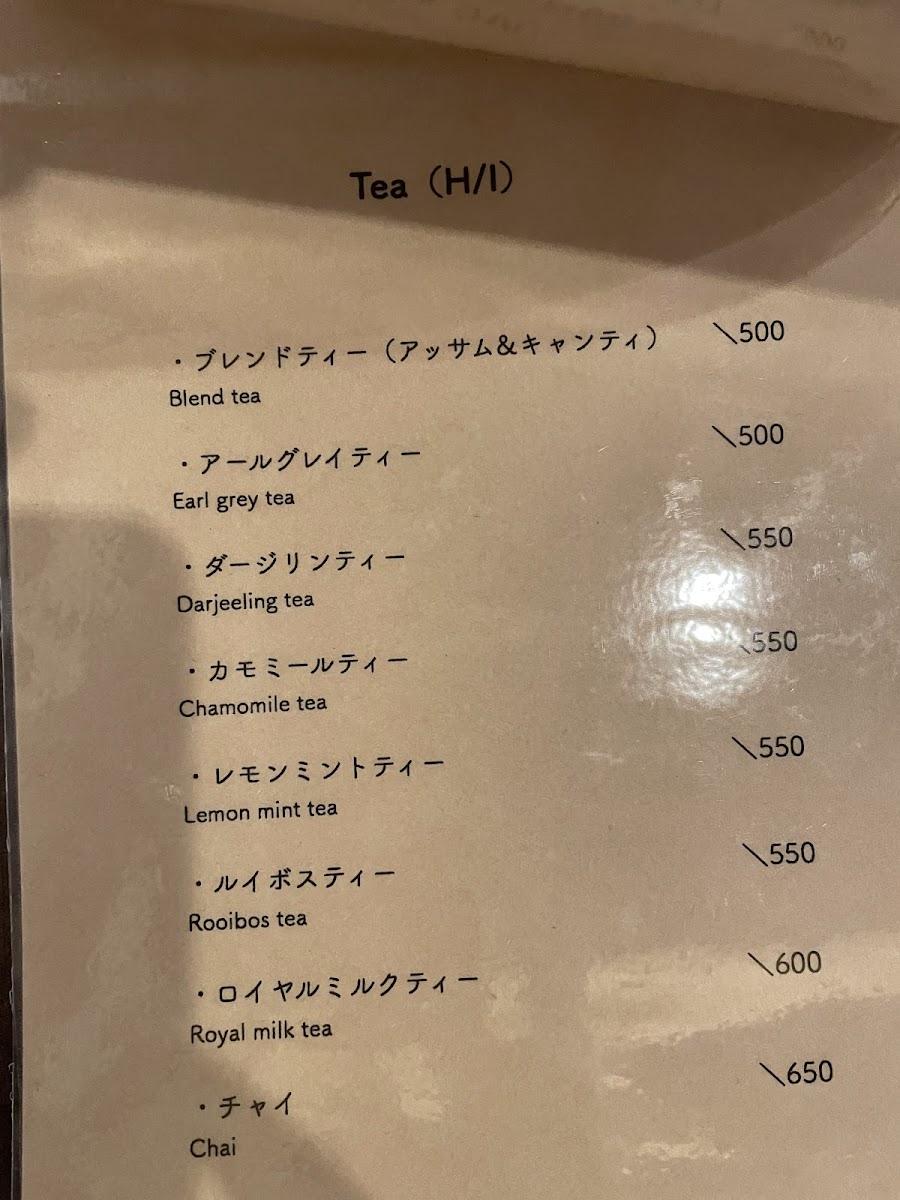 Tea（H/I）
・ブレンドティー（アッサム&キャンティ） \500
Blend tea
・アールグレイティー \500
Earl grey tea
・ダージリンティー \550
Darjeeling tea
・カモミールティー \550
Chamomile tea
・レモンミントティー \550
Lemon mint tea
・ルイボスティー \550
Rooibos tea
・ロイヤルミルクティー \600
Royal milk tea
・チャイ \650
Chai